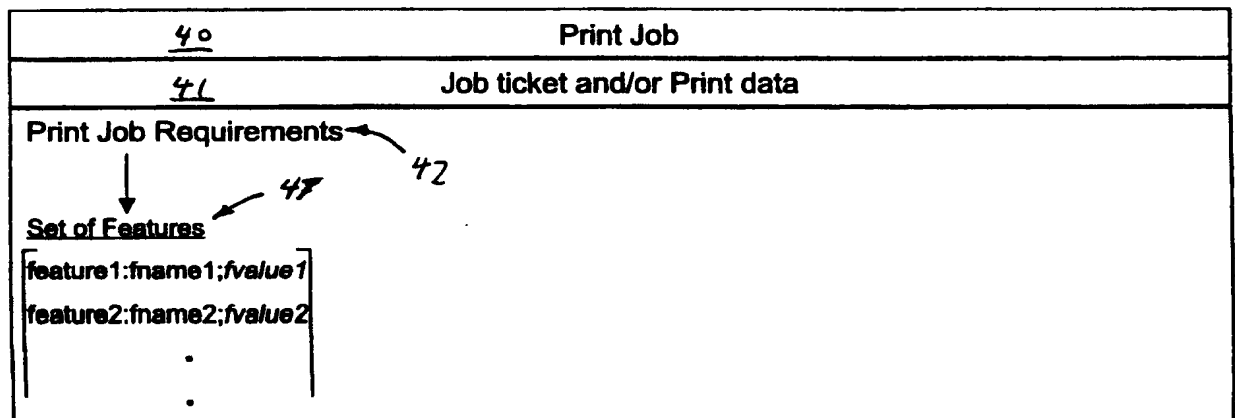 40 Print Job
41 Job ticket and/or Print data
Print Job Requirements
42
47
Set of Features
feature1:fname1;fvalue1
feature2:fname2;fvalue2
.
.